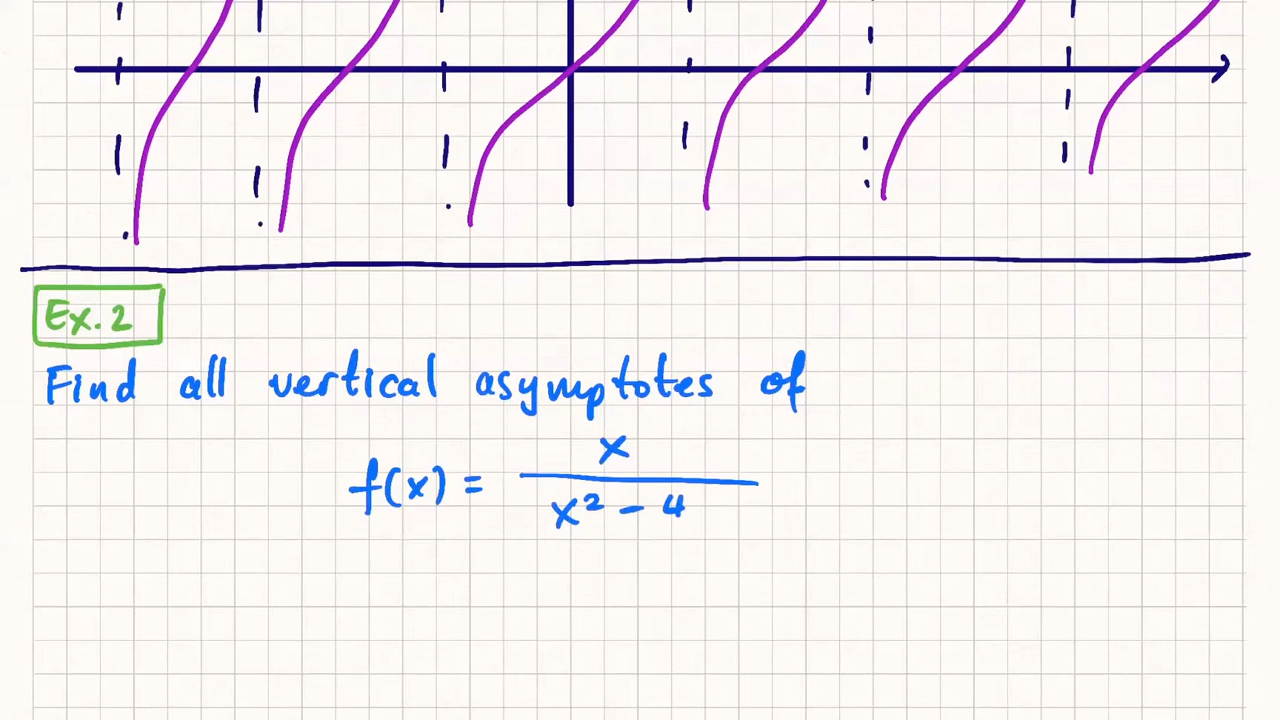 Ex. 2
Find all vertical asymptotes of
f(x) = x / x² - 4